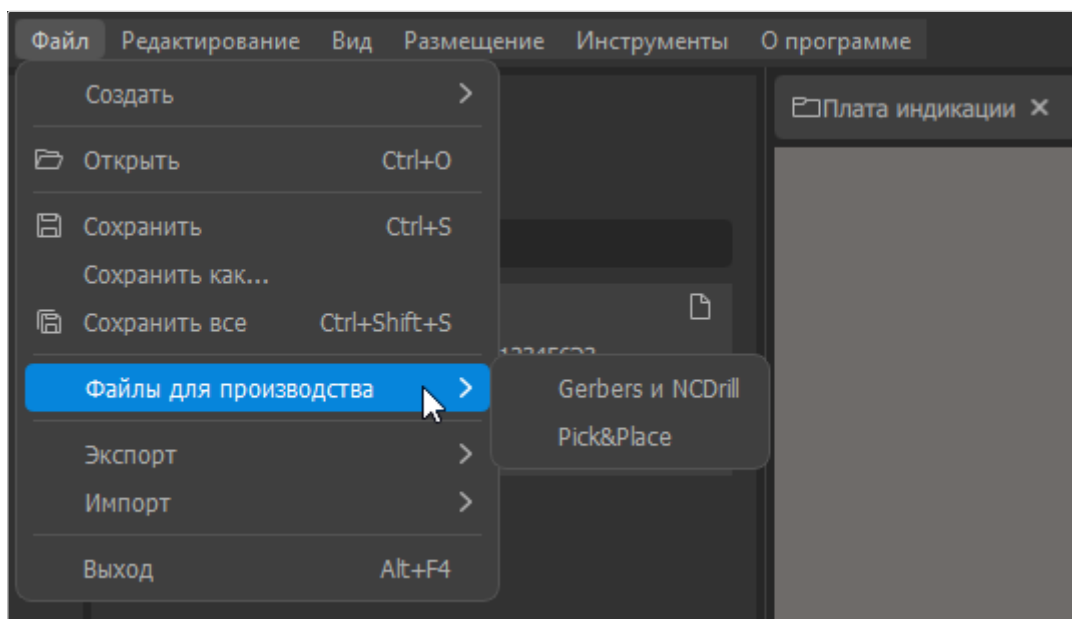 Файл Редактирование Вид Размещение Инструменты О программе
Плата индикации
Создать
Открыть Ctrl+O
Сохранить Ctrl+S
Сохранить как...
Сохранить все Ctrl+Shift+S
Файлы для производства
Gerbers и NCDrill
Pick&Place
Экспорт
Импорт
Выход Alt+F4